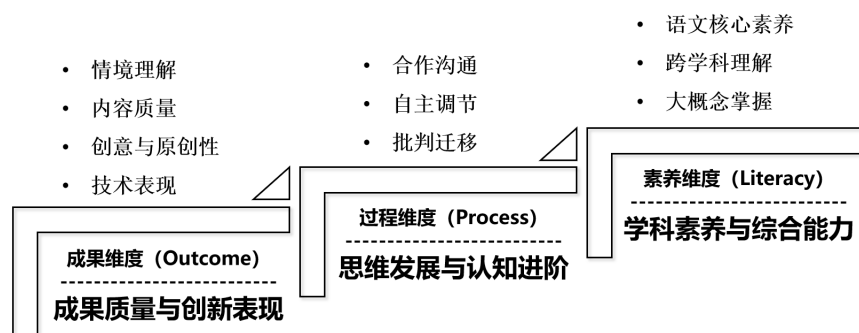 情境理解
内容质量
创意与原创性
技术表现
成果维度（Outcome）
成果质量与创新表现
合作沟通
自主调节
批判迁移
过程维度（Process）
思维发展与认知进阶
语文核心素养
跨学科理解
大概念掌握
素养维度（Literacy）
学科素养与综合能力